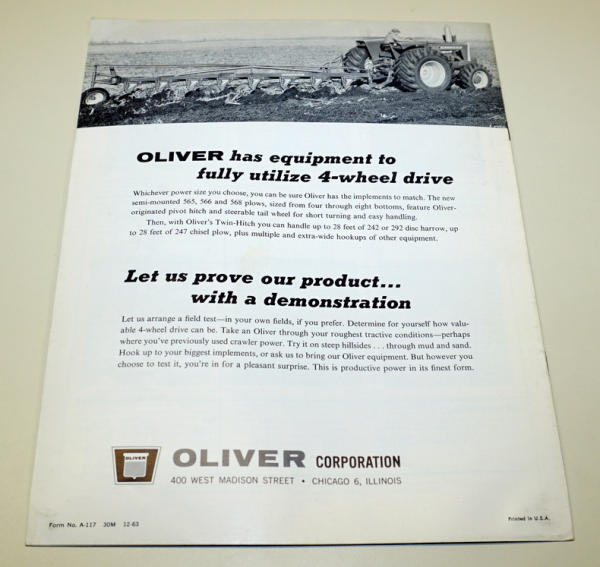 OLIVER has equipment to
fully utilize 4-wheel drive
Whichever power size you choose, you can be sure Oliver has the implements to match. The new
semi-mounted 565, 566 and 568 plows, sized from four through eight bottoms, feature Oliver-
originated pivot hitch and steerable tail wheel for short turning and easy handling.
Then, with Oliver's Twin-Hitch you can handle up to 28 feet of 242 or 292 disc harrow, up
to 28 feet of 247 chisel plow, plus multiple and extra-wide hookups of other equipment.
Let us prove our product...
with a demonstration
Let us arrange a field test—in your own fields, if you prefer. Determine for yourself how valu-
able 4-wheel drive can be. Take an Oliver through your roughest tractive conditions—perhaps
where you've previously used crawler power. Try it on steep hillsides . . . through mud and sand.
Hook up to your biggest implements, or ask us to bring our Oliver equipment. But however you
choose to test it, you're in for a pleasant surprise. This is productive power in its finest form.
OLIVER
OLIVER CORPORATION
400 WEST MADISON STREET • CHICAGO 6, ILLINOIS
Form No. A-117 30M 12-63
Printed in U.S.A.